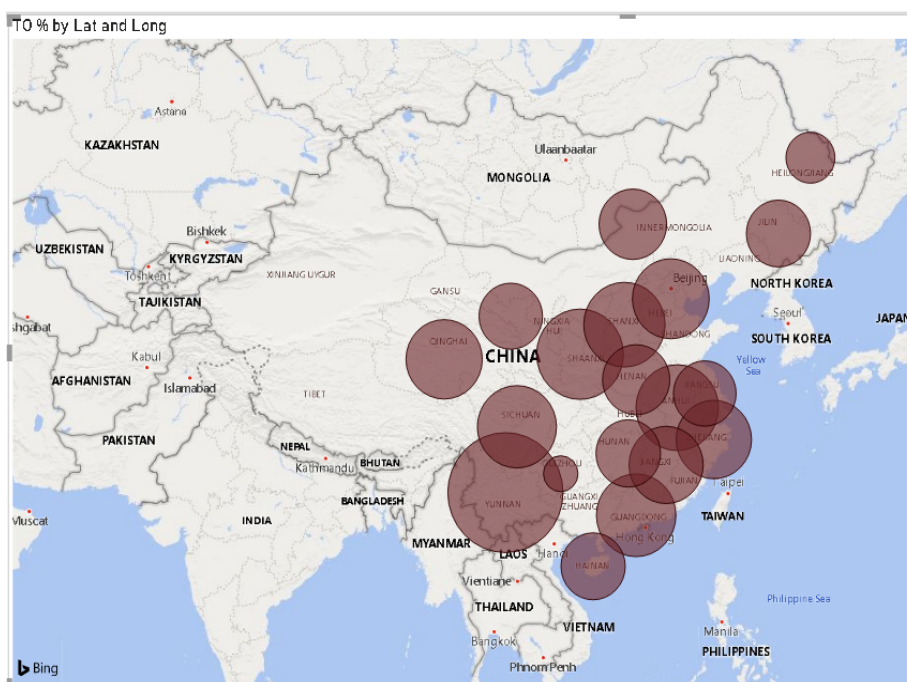 TO % by Lat and Long
Astana
KAZAKHSTAN
Ulaanbaatar
MONGOLIA
HEILONGJIANG
JILIN
INNER MONGOLIA
Bishkek
UZBEKISTAN
KYRGYZSTAN
LIAONING
Toshkent
XINJIANG UYGUR
Beijing
NORTH KOREA
GANSU
TAJIKISTAN
HEBEI
Seoul
shgabat
NINGXIA
HUI
SHANXI
HANDONG
JAPAN
SOUTH KOREA
QINGHAI
CHINA
SHAANXI
Kabul
Yellow
Sea
AFGHANISTAN
Islamabad
HENAN
JIANGSU
TIBET
ANHUI
SICHUAN
HUBEI
PAKISTAN
NEPAL
HUNAN
BHUTAN
Kathmandu
JIANGXI
FUJIAN
Taipei
BANGLADESH
YUNNAN
GUANGXI
ZHUANG
GUANGDONG
TAIWAN
Muscat
INDIA
Hong Kong
MYANMAR
LAOS
Hanoi
HAINAN
Vientiane
Philippine Sea
THAILAND
VIETNAM
Bangkok
Manila
PHILIPPINES
Phnom Penh
Bing